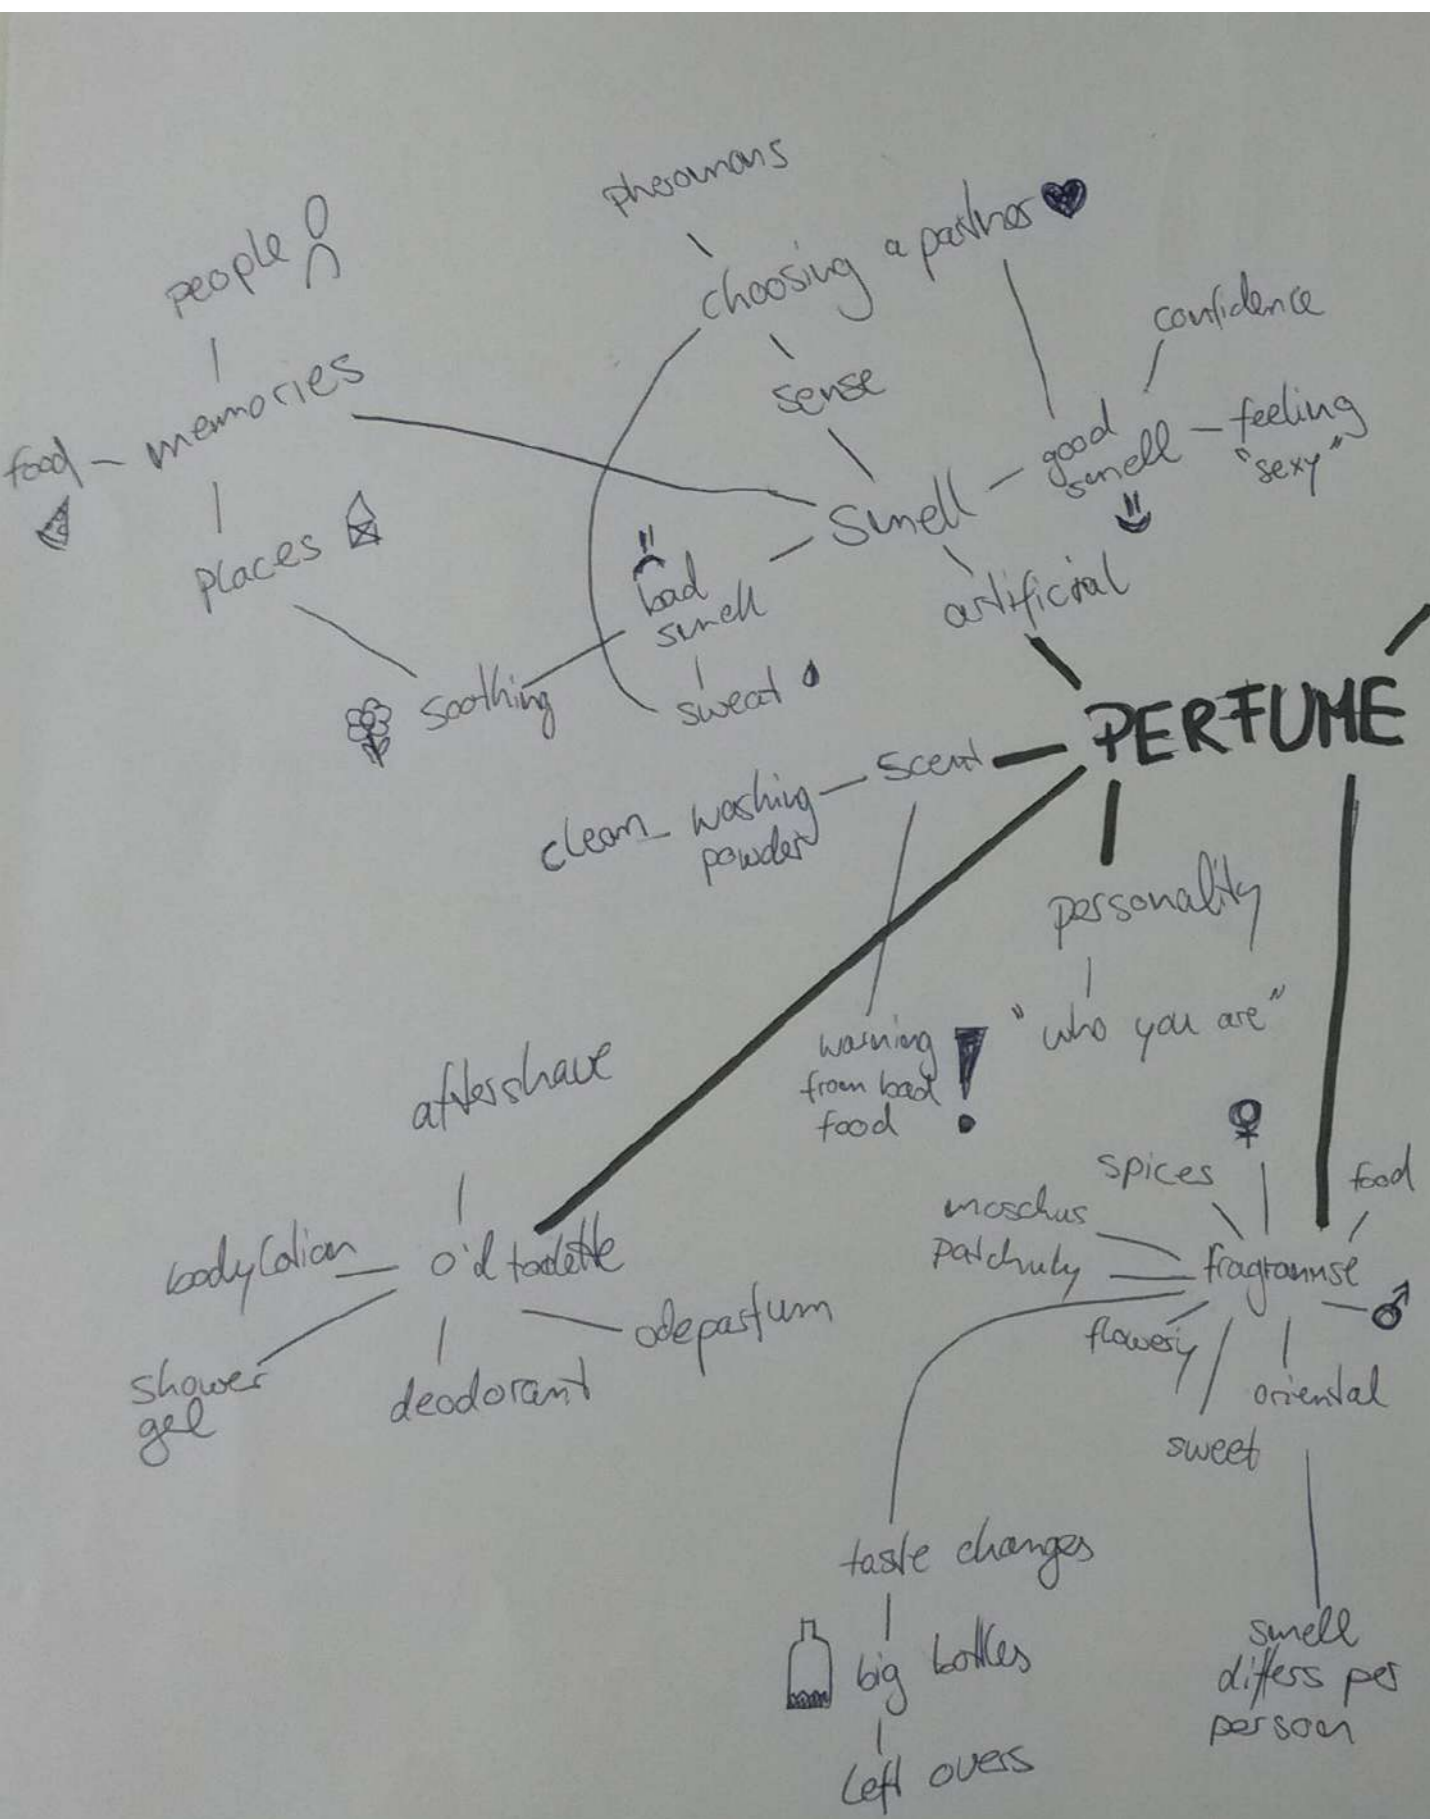 pheromons
people
choosing a partner
confidence
sense
memories
food
good
smell
feeling
"sexy"
Smell
places
bad
smell
artificial
soothing
sweat
PERFUME
scent
clean
washing
powder
personality
"who you are"
warning
from bad
food
aftershave
spices
food
moschus
patchuly
o'd toilette
bodylotion
fragrannse
odeparfum
flowery
shower
gel
deodorant
oriental
sweet
taste changes
big bottles
smell
differs per
person
left overs